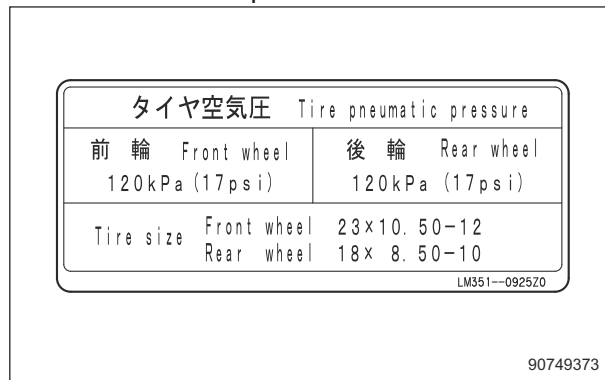 タイヤ空気圧 Tire pneumatic pressure
前輪 Front wheel 後輪 Rear wheel
120kPa (17psi) 120kPa (17psi)
Tire size Front wheel 23×10.50-12
Rear wheel 18× 8.50-10
LM351--0925Z0
90749373